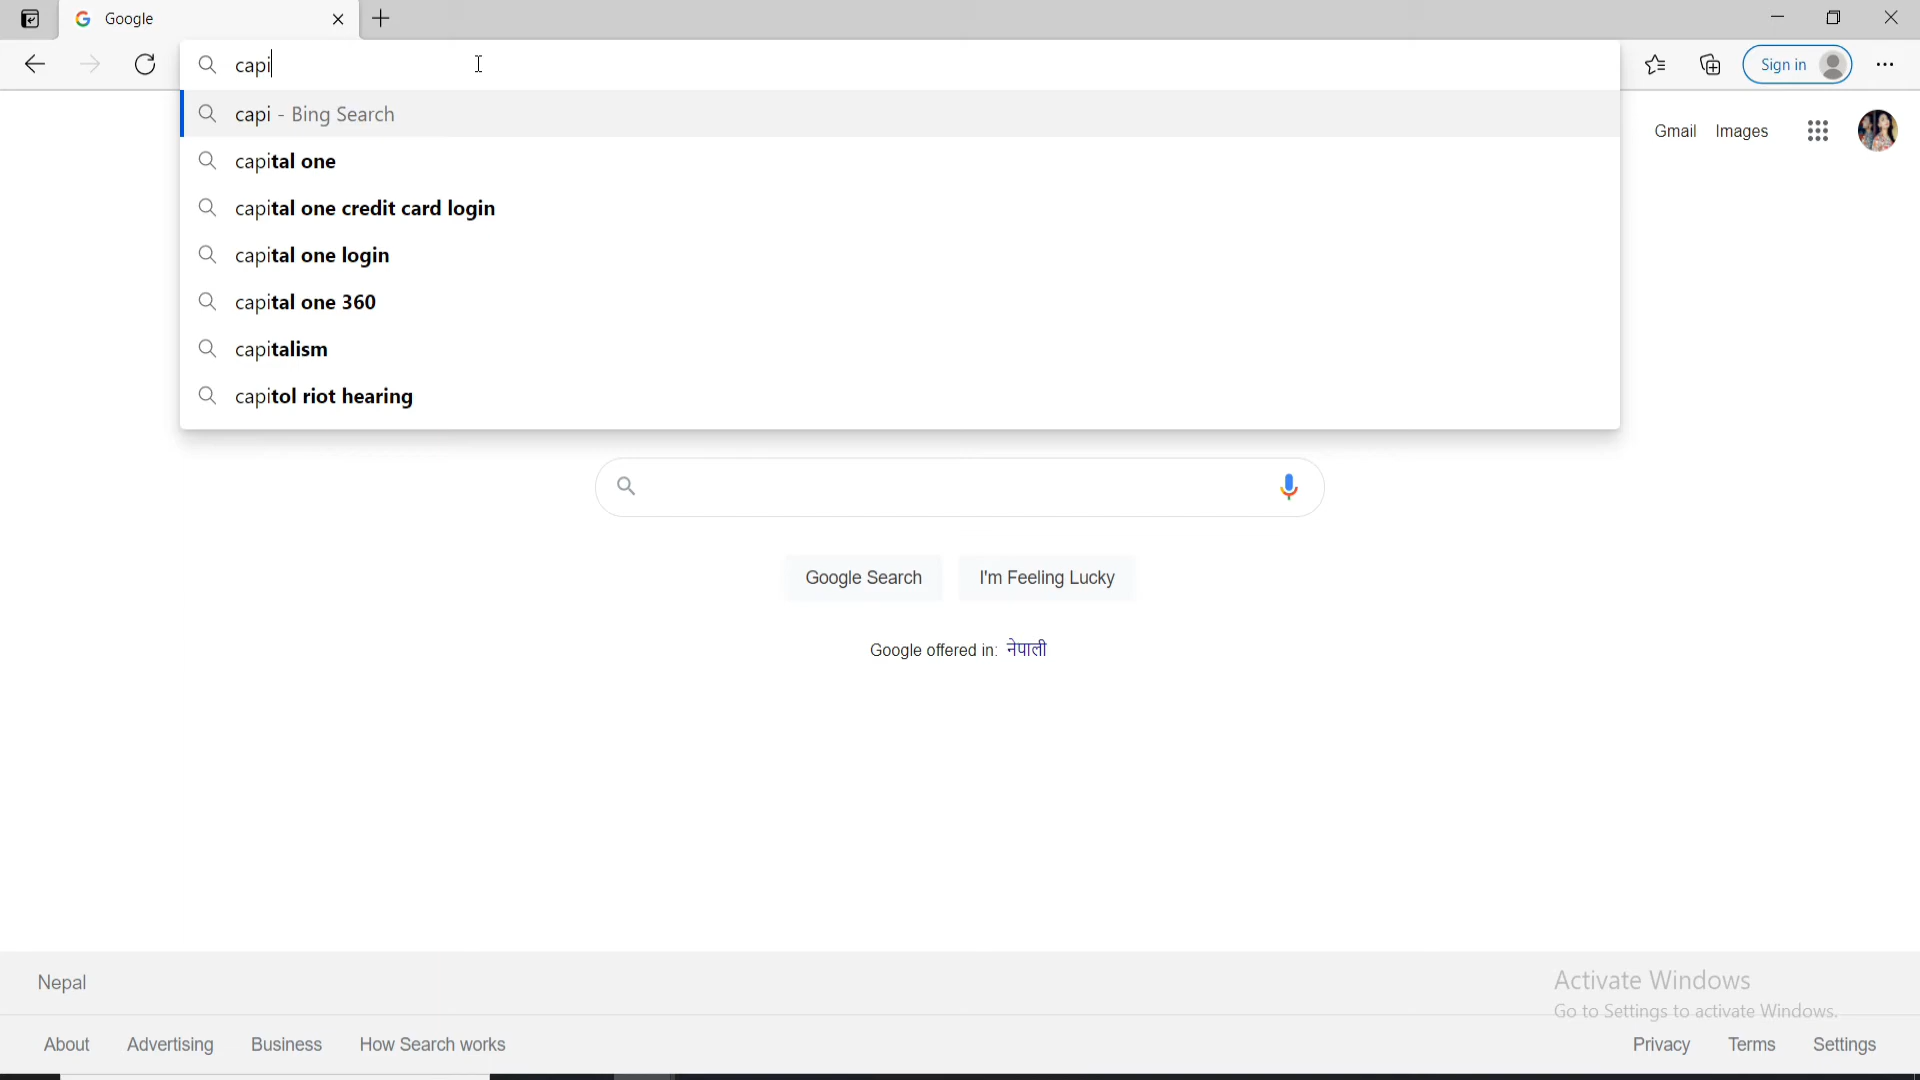 Google
capi
Sign in
capi - Bing Search
capital one
capital one credit card login
capital one login
capital one 360
capitalism
capitol riot hearing
Gmail Images
Google Search I'm Feeling Lucky
Google offered in: नेपाली
Nepal
Activate Windows
Go to Settings to activate Windows.
About Advertising Business How Search works Privacy Terms Settings